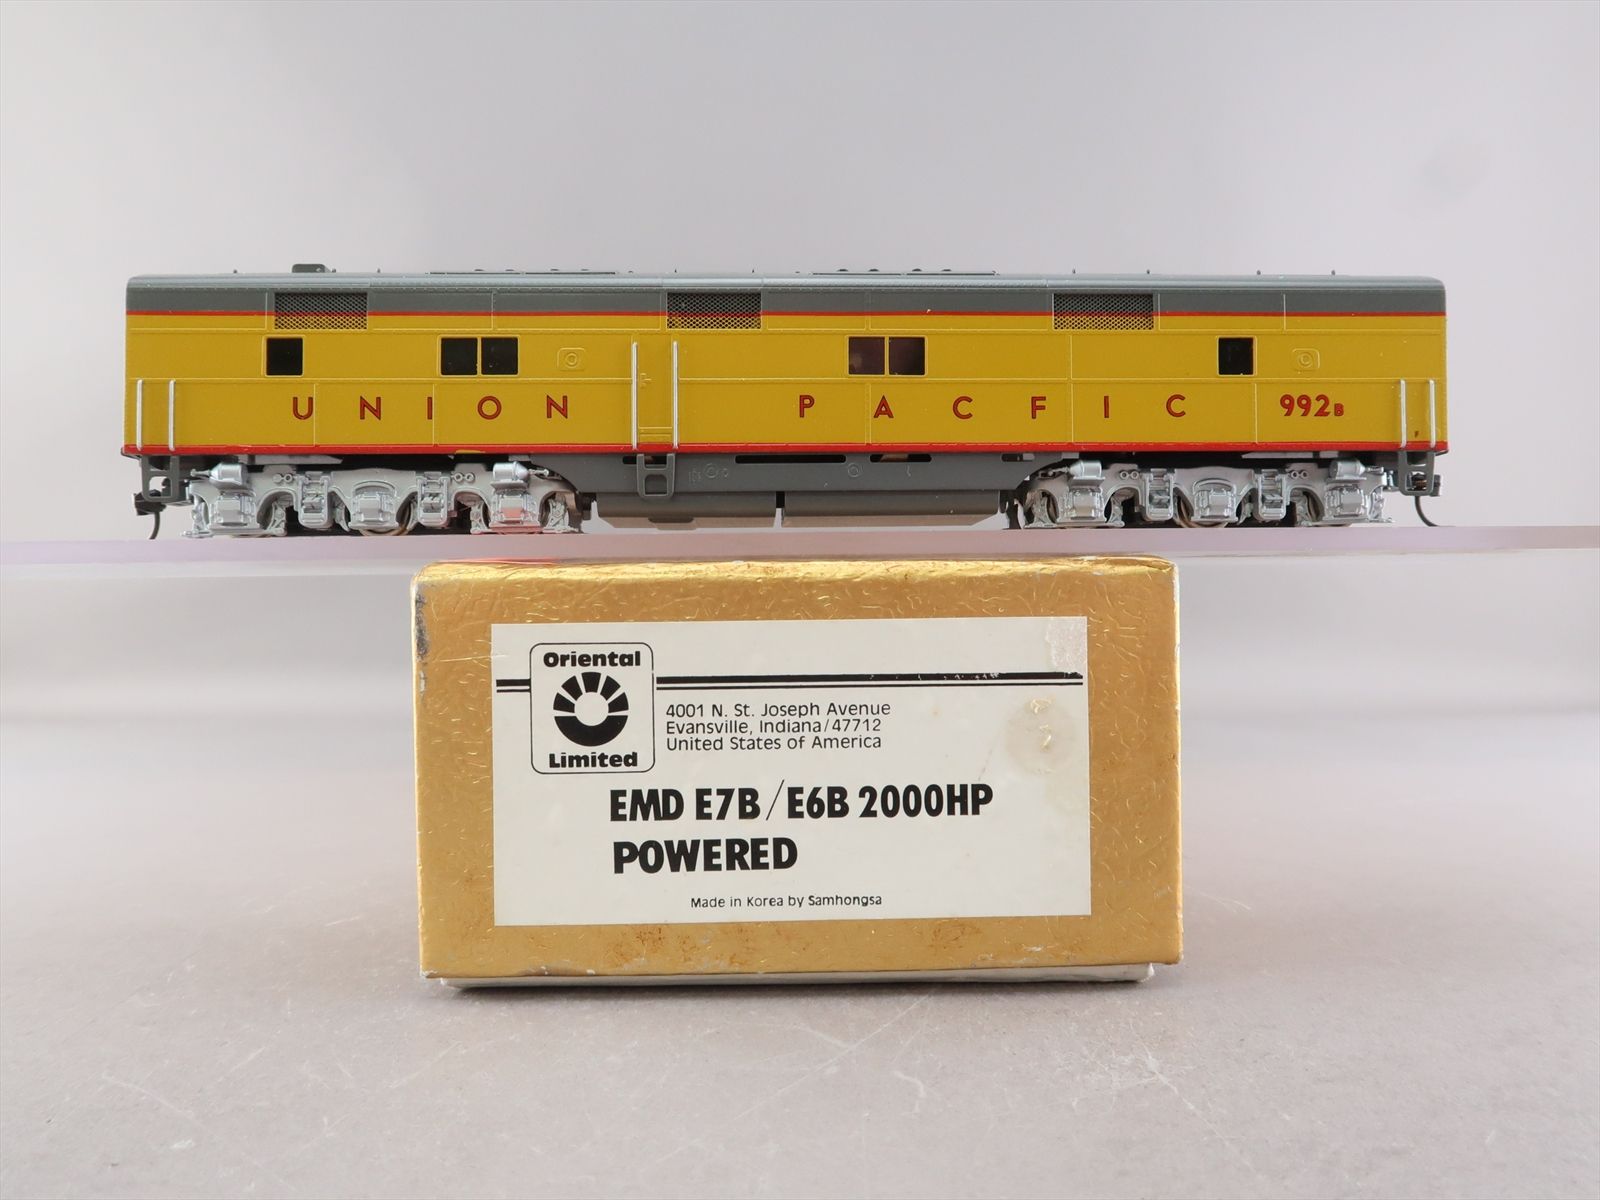 UNION PACFIC 992B
F
Oriental
Limited
4001 N. St. Joseph Avenue
Evansville, Indiana/47712
United States of America
EMD E7B/E6B 2000HP
POWERED
Made in Korea by Samhongsa